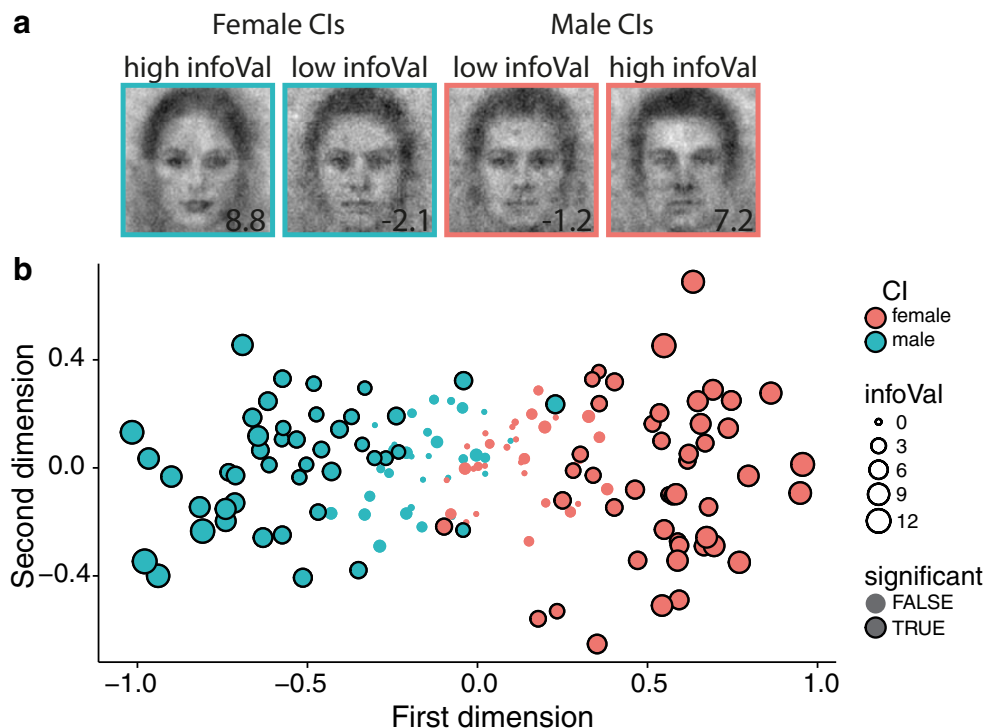 a
Female CIs
Male CIs
high infoVal
low infoVal
low infoVal
high infoVal
8.8
-2.1
-1.2
7.2
b
Second dimension
0.4
0.0
−0.4
−1.0
−0.5
0.0
0.5
1.0
First dimension
CI
female
male
infoVal
0
3
6
9
12
significant
FALSE
TRUE